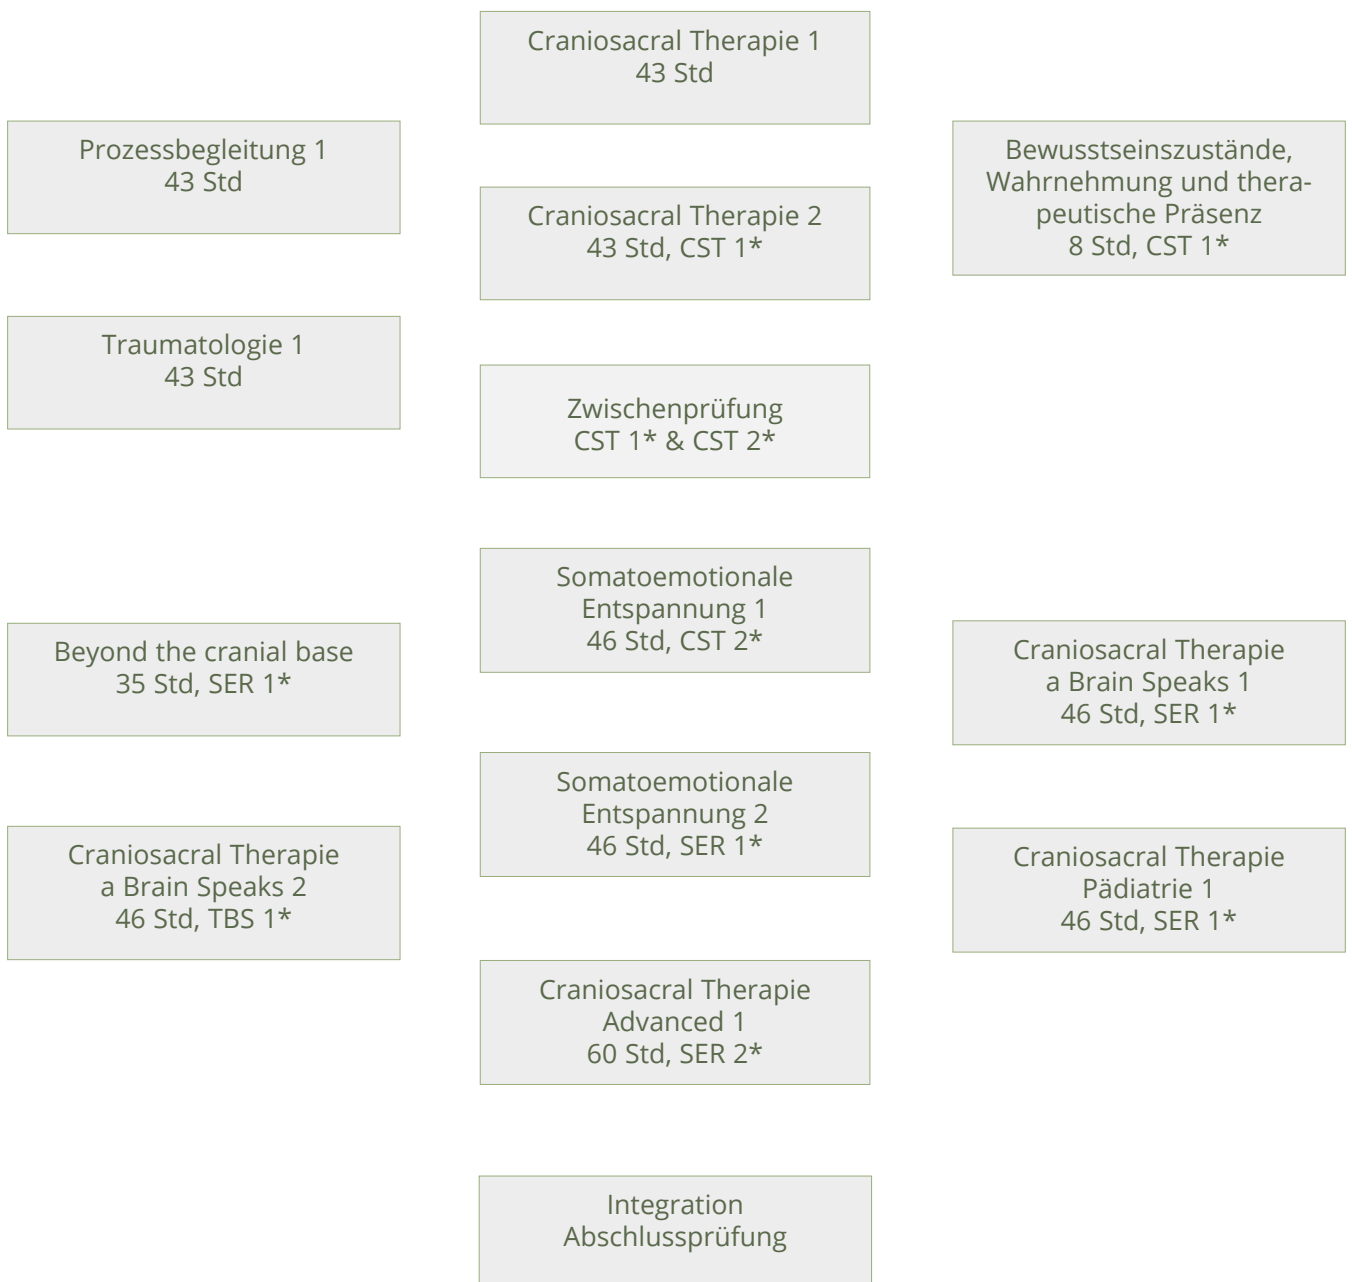 Craniosacral Therapie 1
43 Std
Prozessbegleitung 1
43 Std
Bewusstseinszustände,
Wahrnehmung und thera-
peutische Präsenz
8 Std, CST 1*
Craniosacral Therapie 2
43 Std, CST 1*
Traumatologie 1
43 Std
Zwischenprüfung
CST 1* & CST 2*
Somatoemotionale
Entspannung 1
46 Std, CST 2*
Beyond the cranial base
35 Std, SER 1*
Craniosacral Therapie
a Brain Speaks 1
46 Std, SER 1*
Somatoemotionale
Entspannung 2
46 Std, SER 1*
Craniosacral Therapie
a Brain Speaks 2
46 Std, TBS 1*
Craniosacral Therapie
Pädiatrie 1
46 Std, SER 1*
Craniosacral Therapie
Advanced 1
60 Std, SER 2*
Integration
Abschlussprüfung